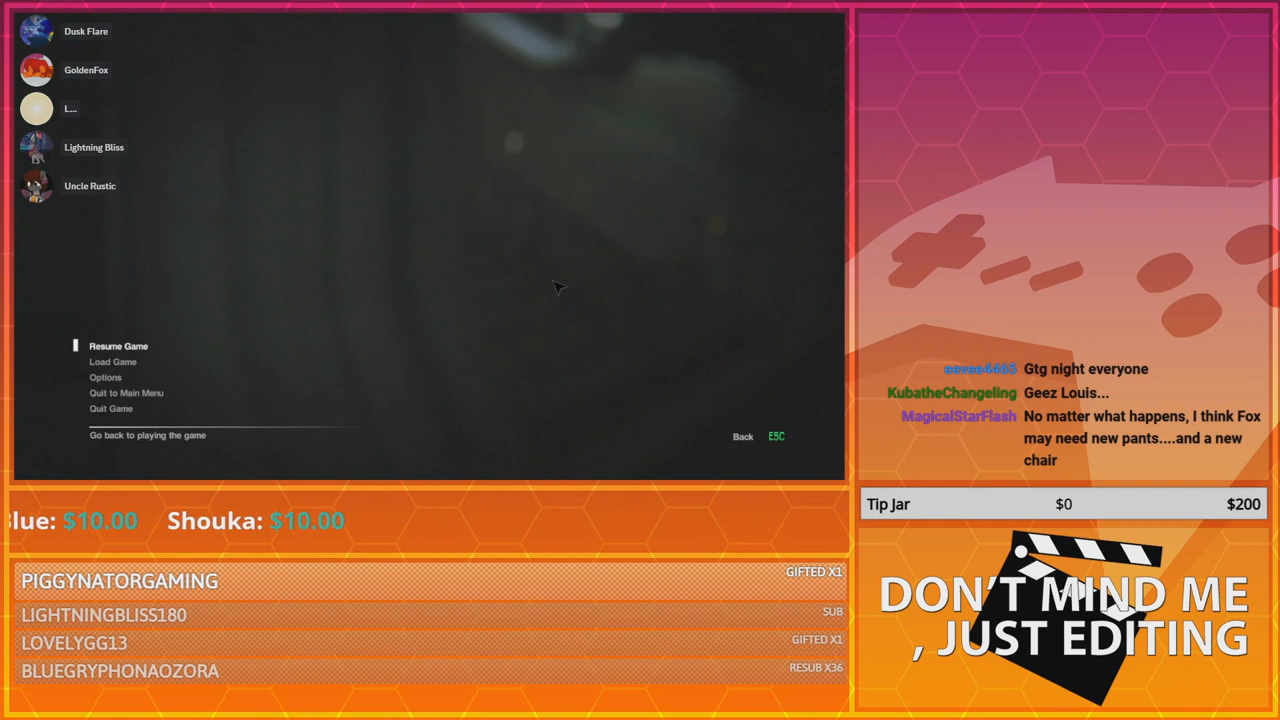 Dusk Flare
GoldenFox
L...
Lightning Bliss
Uncle Rustic
Resume Game
Load Game
Options
Quit to Main Menu
Quit Game
Go back to playing the game
Back ESC
eevee4465 Gtg night everyone
KubatheChangeling Geez Louis...
MagicalStarFlash No matter what happens, I think Fox
may need new pants....and a new
chair
Tip Jar $0 $200
lue: $10.00 Shouka: $10.00
PIGGYNATORGAMING GIFTED X1
LIGHTNINGBLISS180 SUB
LOVELYGG13 GIFTED X1
BLUEGRYPHONAOZORA RESUB X36
DON'T MIND ME
, JUST EDITING